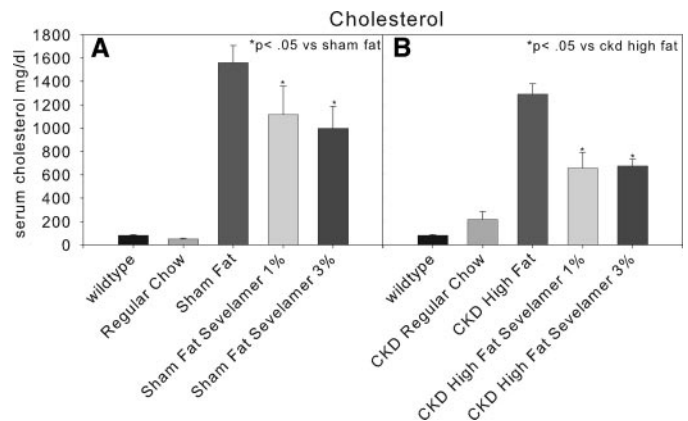 Cholesterol
A
*p< .05 vs sham fat
B
*p< .05 vs ckd high fat
serum cholesterol mg/dl
1800
1600
1400
1200
1000
800
600
400
200
0
*
*
*
*
wildtype
Regular Chow
Sham Fat
Sham Fat Sevelamer 1%
Sham Fat Sevelamer 3%
wildtype
CKD Regular Chow
CKD High Fat
CKD High Fat Sevelamer 1%
CKD High Fat Sevelamer 3%